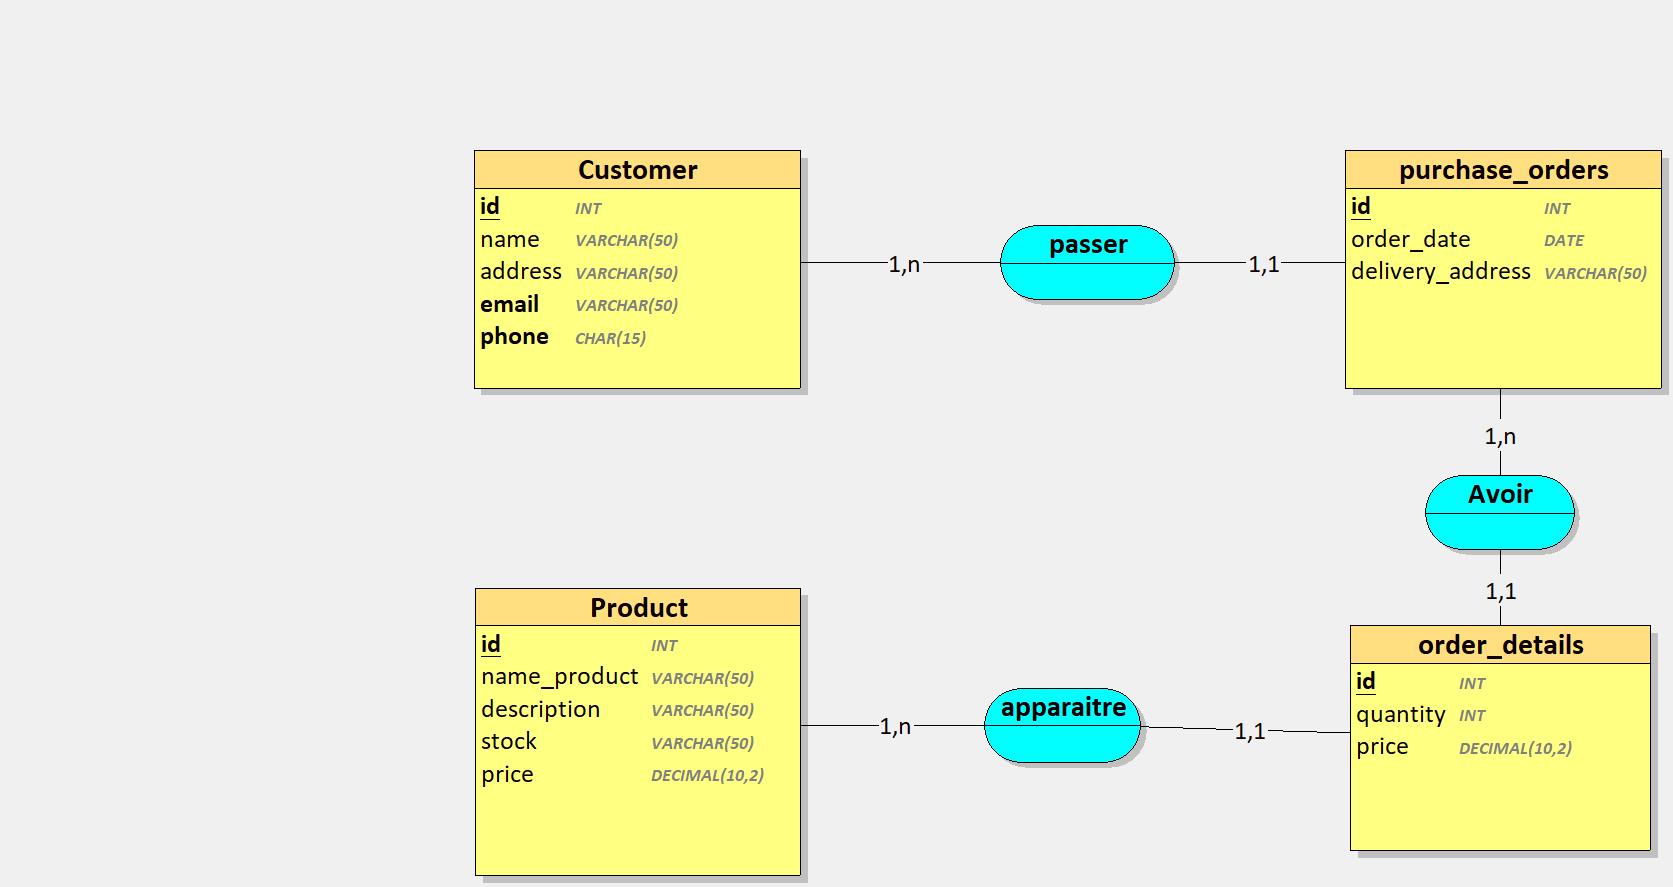 Customer
id INT
name VARCHAR(50)
address VARCHAR(50)
email VARCHAR(50)
phone CHAR(15)
1,n
passer
1,1
purchase_orders
id INT
order_date DATE
delivery_address VARCHAR(50)
1,n
Avoir
1,1
Product
id INT
name_product VARCHAR(50)
description VARCHAR(50)
stock VARCHAR(50)
price DECIMAL(10,2)
1,n
apparaitre
1,1
order_details
id INT
quantity INT
price DECIMAL(10,2)